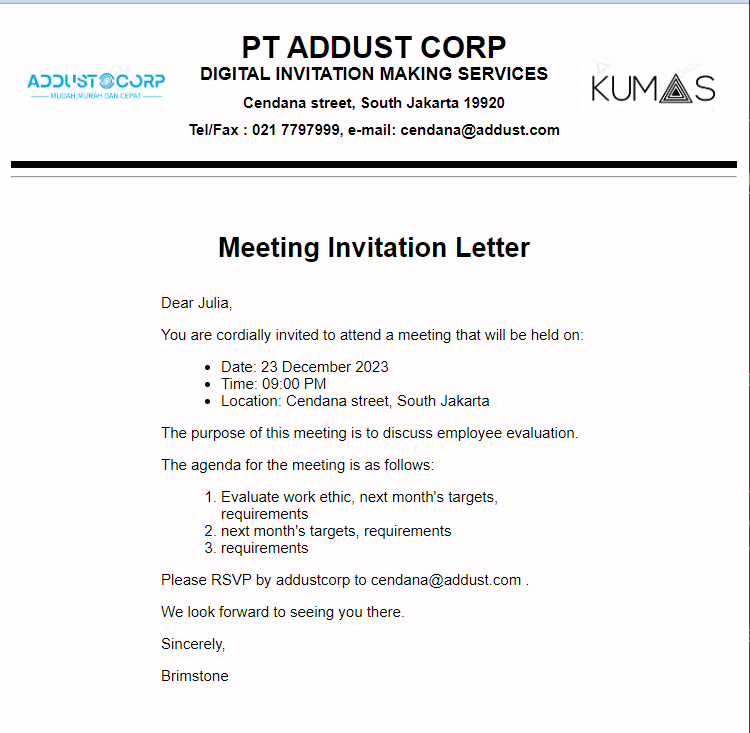 PT ADDUST CORP
DIGITAL INVITATION MAKING SERVICES
ADDUST CORP
MUDAH,MURAH DAN CEPAT
KUMAS
Cendana street, South Jakarta 19920
Tel/Fax : 021 7797999, e-mail: cendana@addust.com
Meeting Invitation Letter
Dear Julia,
You are cordially invited to attend a meeting that will be held on:
• Date: 23 December 2023
• Time: 09:00 PM
• Location: Cendana street, South Jakarta
The purpose of this meeting is to discuss employee evaluation.
The agenda for the meeting is as follows:
1. Evaluate work ethic, next month's targets,
requirements
2. next month's targets, requirements
3. requirements
Please RSVP by addustcorp to cendana@addust.com .
We look forward to seeing you there.
Sincerely,
Brimstone